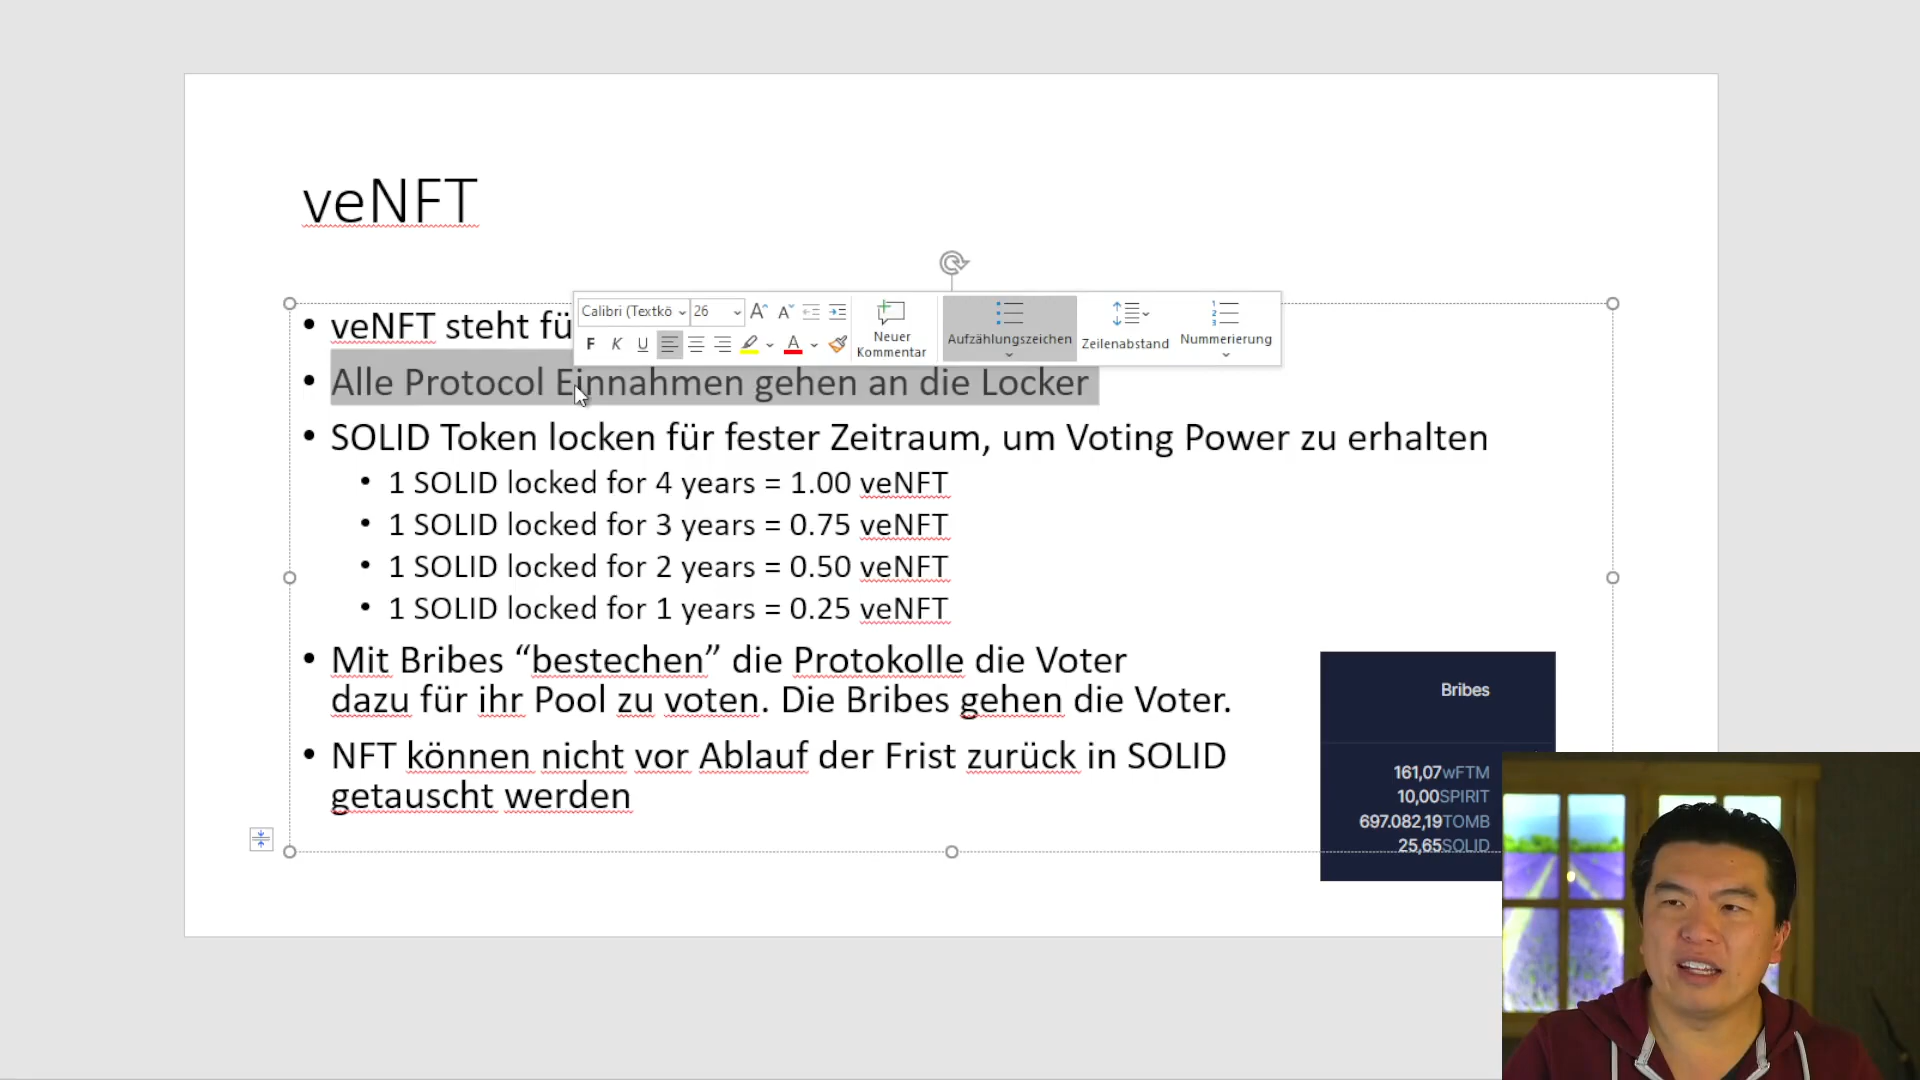 veNFT
veNFT steht fü
Calibri (Textkö
26
F K U
A
Neuer
Kommentar
Aufzählungszeichen
Zeilenabstand
Nummerierung
Alle Protocol Einnahmen gehen an die Locker
SOLID Token locken für fester Zeitraum, um Voting Power zu erhalten
1 SOLID locked for 4 years = 1.00 veNFT
1 SOLID locked for 3 years = 0.75 veNFT
1 SOLID locked for 2 years = 0.50 veNFT
1 SOLID locked for 1 years = 0.25 veNFT
Mit Bribes “bestechen” die Protokolle die Voter
dazu für ihr Pool zu voten. Die Bribes gehen die Voter.
NFT können nicht vor Ablauf der Frist zurück in SOLID
getauscht werden
Bribes
161,07wFTM
10,00SPIRIT
697.082,19TOMB
25,65SOLID